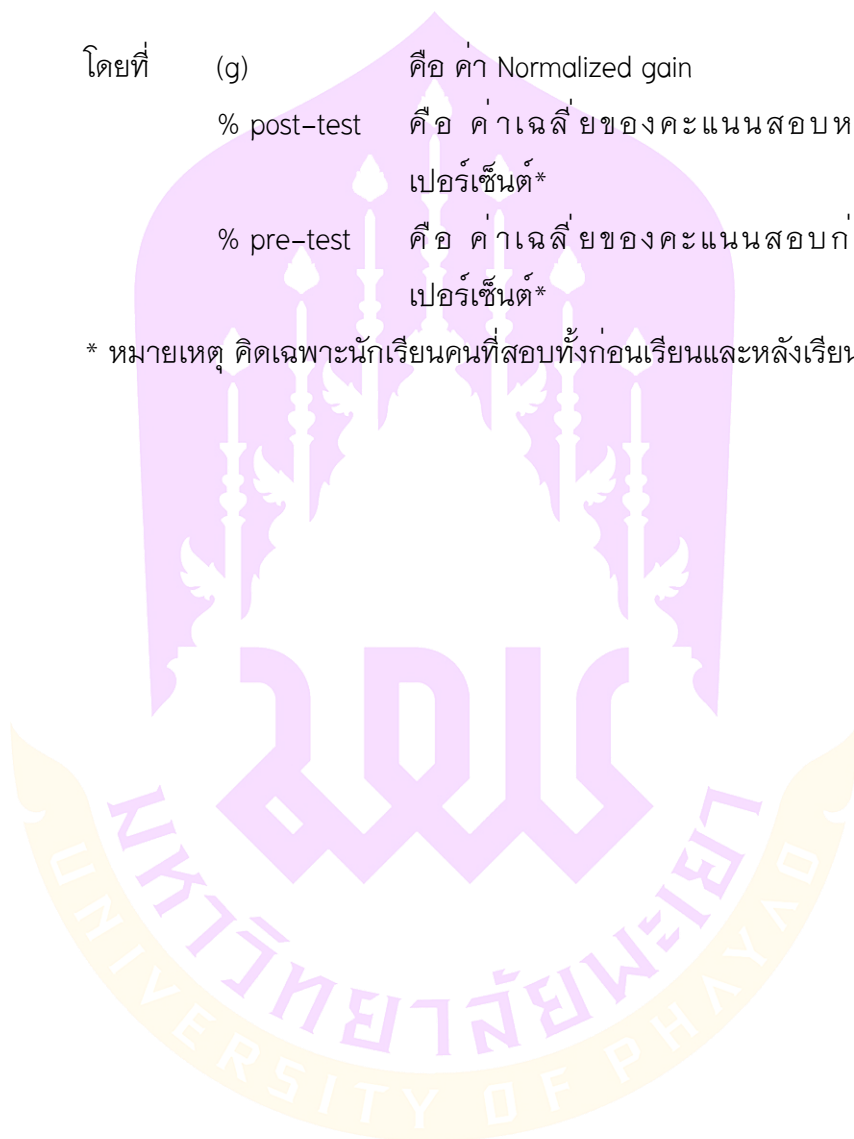 โดยที่ (g) คือ ค่า Normalized gain
% post-test คือ ค่าเฉลี่ยของคะแนนสอบห
เปอร์เซ็นต์*
% pre-test คือ ค่าเฉลี่ยของคะแนนสอบก่
เปอร์เซ็นต์*
* หมายเหตุ คิดเฉพาะนักเรียนคนที่สอบทั้งก่อนเรียนและหลังเรียน
มหาวิทยาลัยพะเยา
UNIVERSITY OF PHAYAO